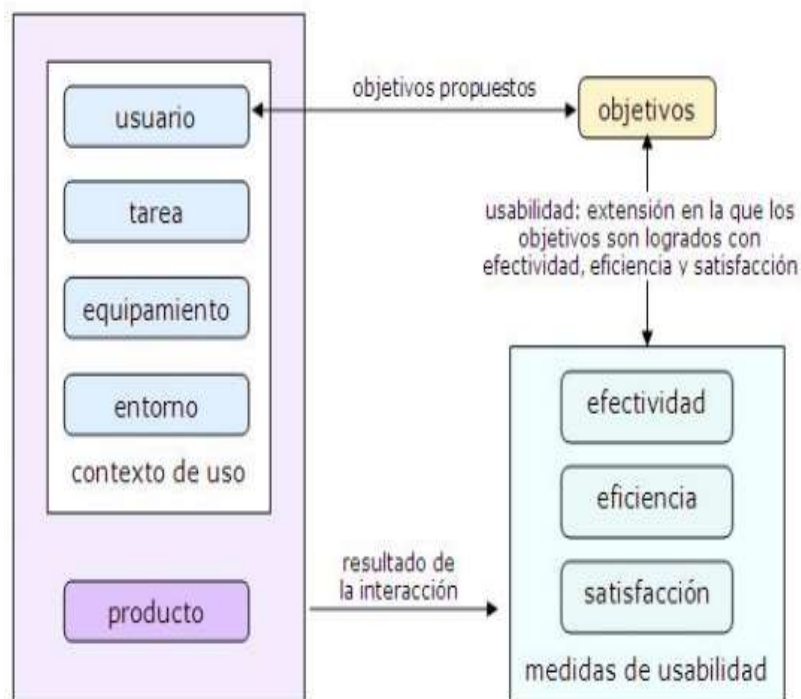 usuario
tarea
equipamiento
entorno
contexto de uso
producto
objetivos propuestos
objetivos
usabilidad: extensión en la que los
objetivos son logrados con
efectividad, eficiencia y satisfacción
resultado de
la interacción
efectividad
eficiencia
satisfacción
medidas de usabilidad